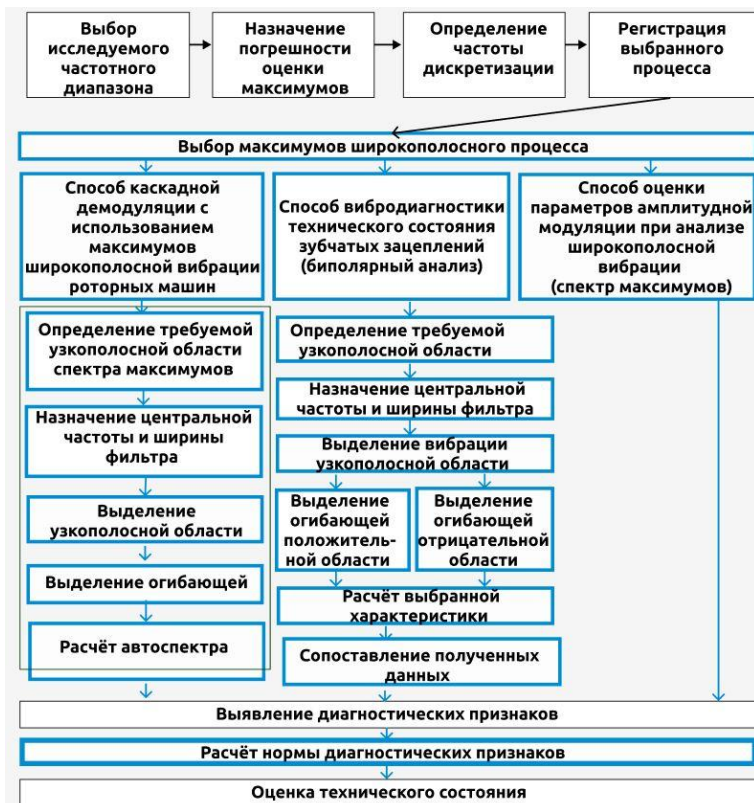 Выбор
исследуемого
частотного
диапазона
Назначение
погрешности
оценки
максимумов
Определение
частоты
дискретизации
Регистрация
выбранного
процесса
Выбор максимумов широкополосного процесса
Способ каскадной
демодуляции с
использованием
максимумов
широкополосной вибрации
роторных машин
Способ вибродиагностики
технического состояния
зубчатых зацеплений
(биполярный анализ)
Способ оценки
параметров амплитудной
модуляции при анализе
широкополосной
вибрации
(спектр максимумов)
Определение требуемой
узкополосной области
спектра максимумов
Назначение центральной
частоты и ширины
фильтра
Выделение
узкополосной области
Выделение огибающей
Расчёт автоспектра
Определение требуемой
узкополосной области
Назначение центральной
частоты и ширины фильтра
Выделение вибрации
узкополосной области
Выделение
огибающей
положитель-
ной области
Выделение
огибающей
отрицательной
области
Расчёт выбранной
характеристики
Сопоставление полученных
данных
Выявление диагностических признаков
Расчёт нормы диагностических признаков
Оценка технического состояния